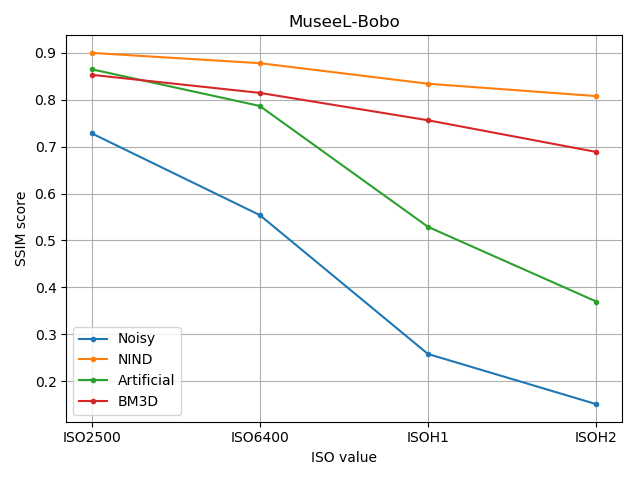 MuseeL-Bobo
SSIM score
0.9
0.8
0.7
0.6
0.5
0.4
0.3
0.2
Noisy
NIND
Artificial
BM3D
ISO2500 ISO6400 ISOH1 ISOH2
ISO value